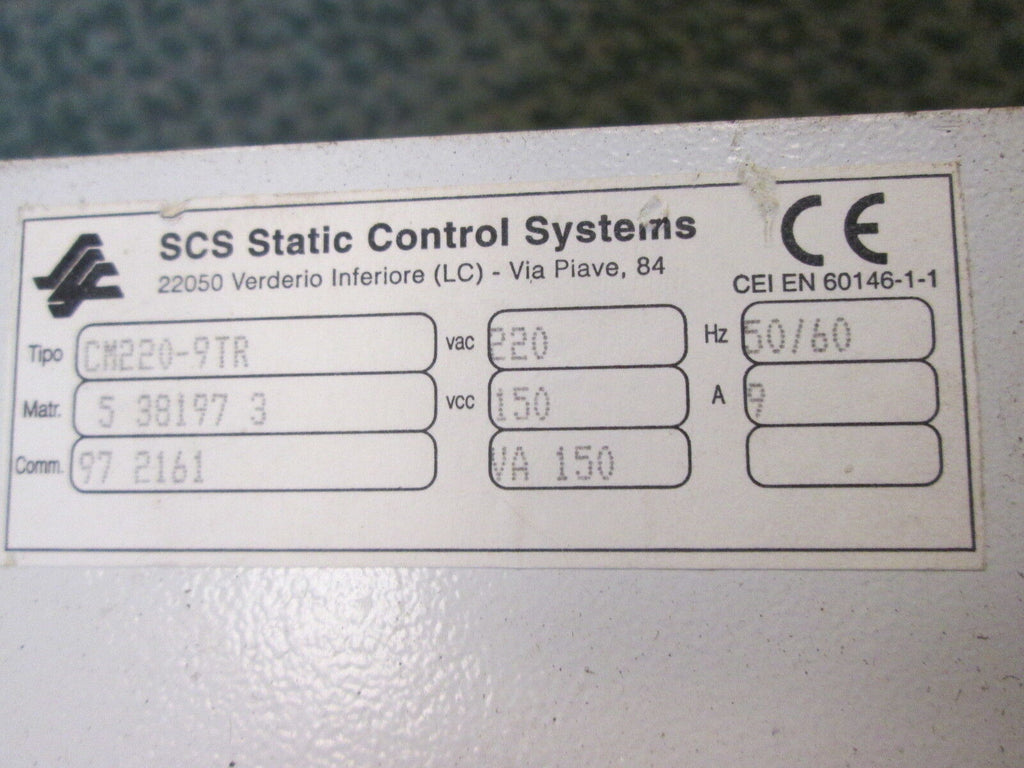 SCS Static Control Systems
22050 Verderio Inferiore (LC) - Via Piave, 84
CE
CEI EN 60146-1-1
Tipo CM220-9TR vac 220 Hz 50/60
Matr. 5 38197 3 vcc 150 A 9
Comm. 97 2161 VA 150